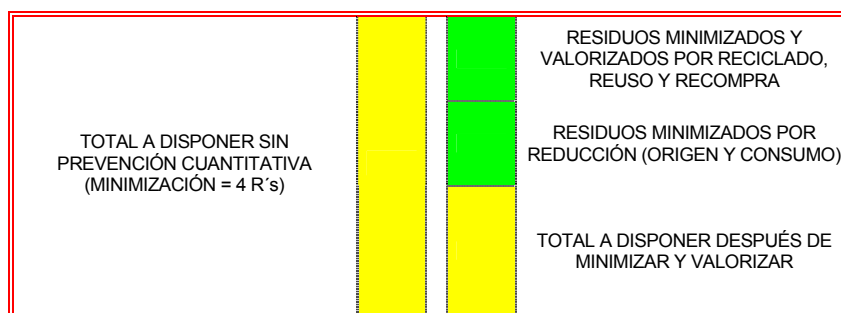 TOTAL A DISPONER SIN
PREVENCIÓN CUANTITATIVA
(MINIMIZACIÓN = 4 R´s)
RESIDUOS MINIMIZADOS Y
VALORIZADOS POR RECICLADO,
REUSO Y RECOMPRA
RESIDUOS MINIMIZADOS POR
REDUCCIÓN (ORIGEN Y CONSUMO)
TOTAL A DISPONER DESPUÉS DE
MINIMIZAR Y VALORIZAR